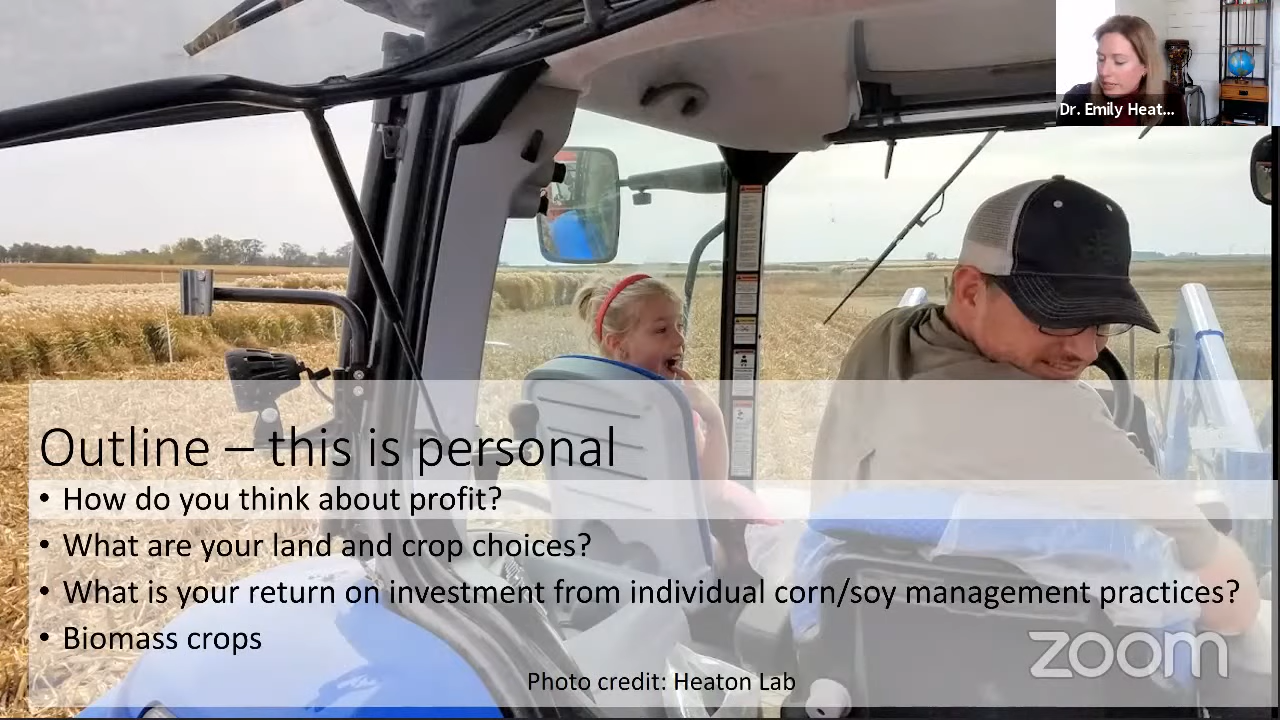 Dr. Emily Heat...
Outline – this is personal
• How do you think about profit?
• What are your land and crop choices?
• What is your return on investment from individual corn/soy management practices?
• Biomass crops
Photo credit: Heaton Lab
zoom